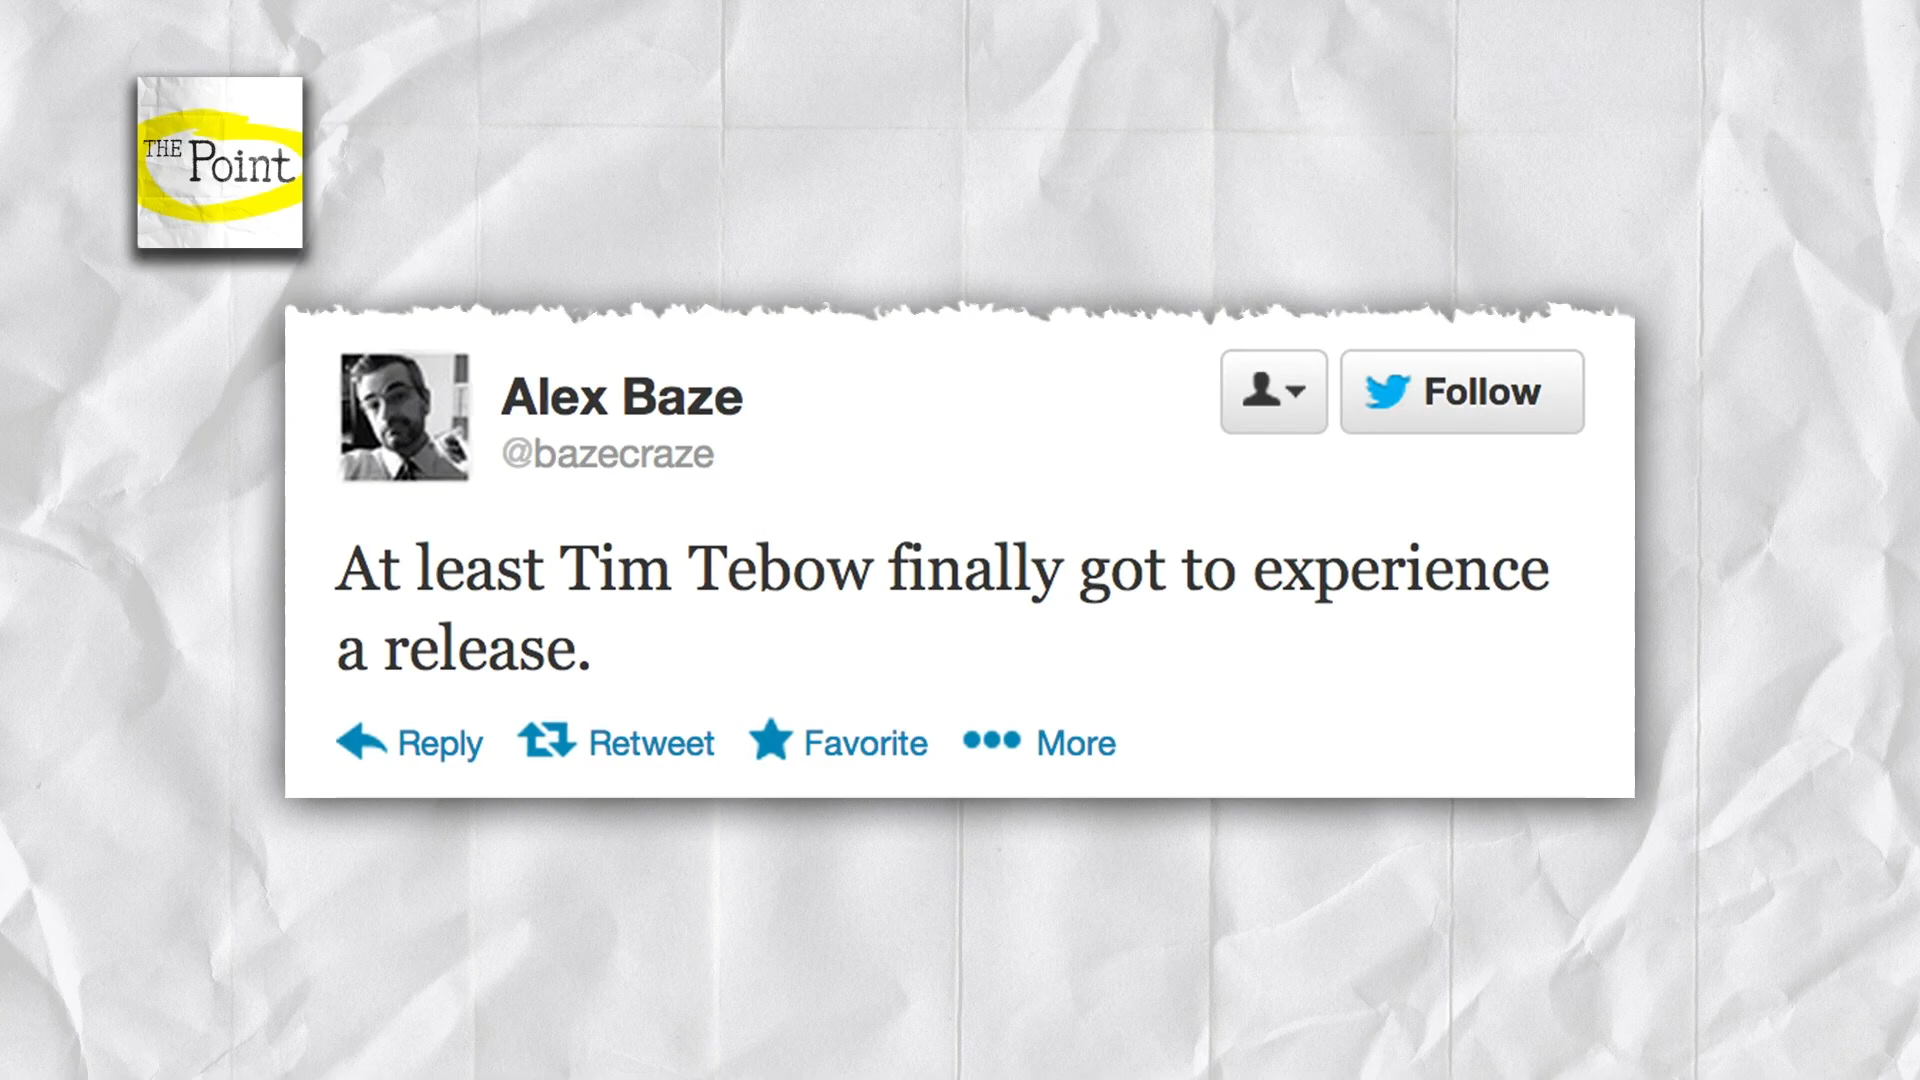 THE Point
Alex Baze
@bazecraze
Follow
At least Tim Tebow finally got to experience
a release.
Reply Retweet Favorite More